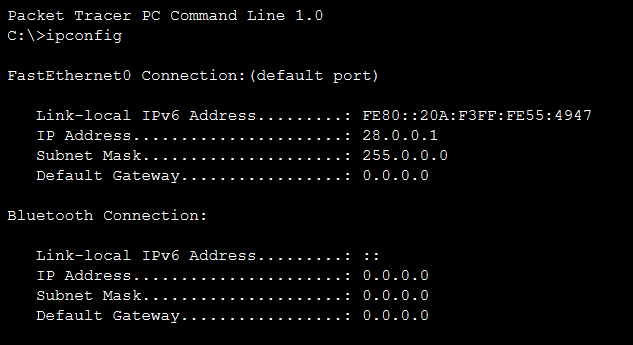 Packet Tracer PC Command Line 1.0
C:\>ipconfig
FastEthernet0 Connection:(default port)
Link-local IPv6 Address.........: FE80::20A:F3FF:FE55:4947
IP Address......................: 28.0.0.1
Subnet Mask.....................: 255.0.0.0
Default Gateway.................: 0.0.0.0
Bluetooth Connection:
Link-local IPv6 Address.........: ::
IP Address......................: 0.0.0.0
Subnet Mask.....................: 0.0.0.0
Default Gateway.................: 0.0.0.0